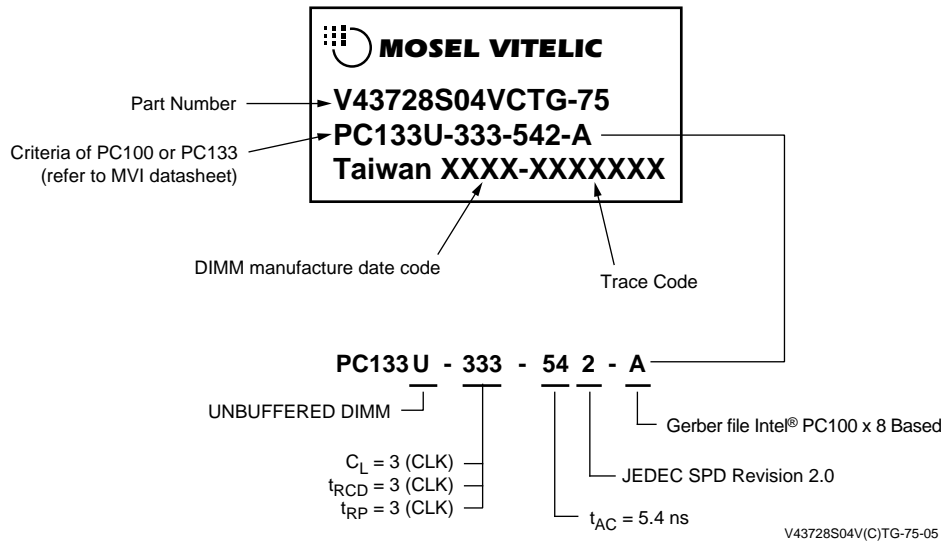 MOSEL VITELIC
Part Number
V43728S04VCTG-75
Criteria of PC100 or PC133
(refer to MVI datasheet)
PC133U-333-542-A
Taiwan XXXX-XXXXXXX
DIMM manufacture date code
Trace Code
PC133 U - 333 - 54 2 - A
UNBUFFERED DIMM
Gerber file Intel® PC100 x 8 Based
CL = 3 (CLK)
tRCD = 3 (CLK)
tRP = 3 (CLK)
JEDEC SPD Revision 2.0
tAC = 5.4 ns
V43728S04V(C)TG-75-05